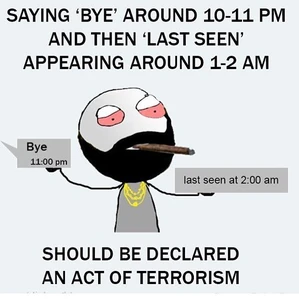 SAYING ‘BYE’ AROUND 10-11 PM
AND THEN ‘LAST SEEN’
APPEARING AROUND 1-2 AM
Bye
11:00 pm
last seen at 2:00 am
SHOULD BE DECLARED
AN ACT OF TERRORISM